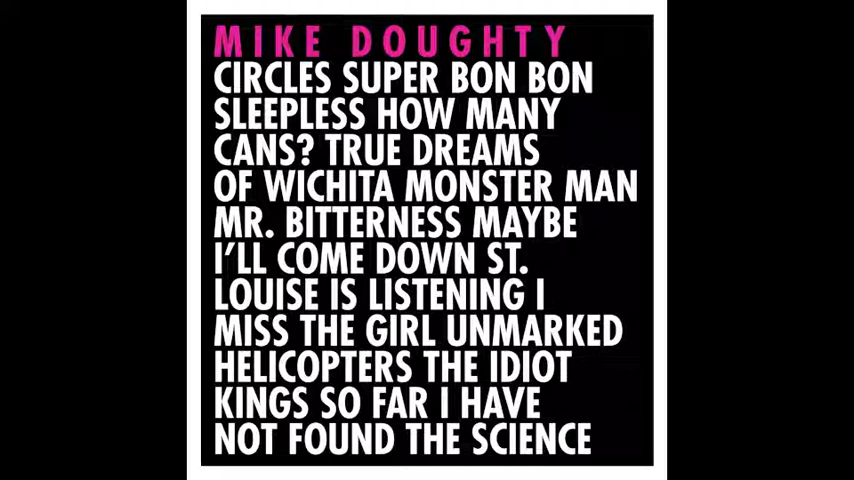 MIKE DOUGHTY
CIRCLES SUPER BON BON
SLEEPLESS HOW MANY
CANS? TRUE DREAMS
OF WICHITA MONSTER MAN
MR. BITTERNESS MAYBE
I'LL COME DOWN ST.
LOUISE IS LISTENING I
MISS THE GIRL UNMARKED
HELICOPTERS THE IDIOT
KINGS SO FAR I HAVE
NOT FOUND THE SCIENCE